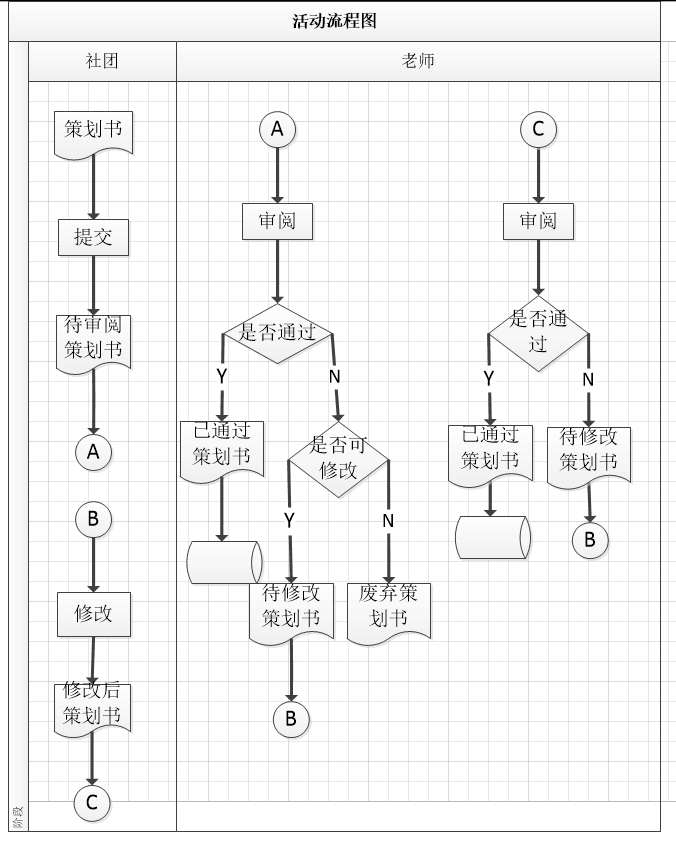 活动流程图
社团
老师
策划书
提交
待审阅
策划书
A
B
修改
修改后
策划书
C
A
审阅
是否通过
Y
N
已通过
策划书
是否可
修改
Y
N
待修改
策划书
废弃策
划书
B
C
审阅
是否通
过
Y
N
已通过
策划书
待修改
策划书
B
阶段